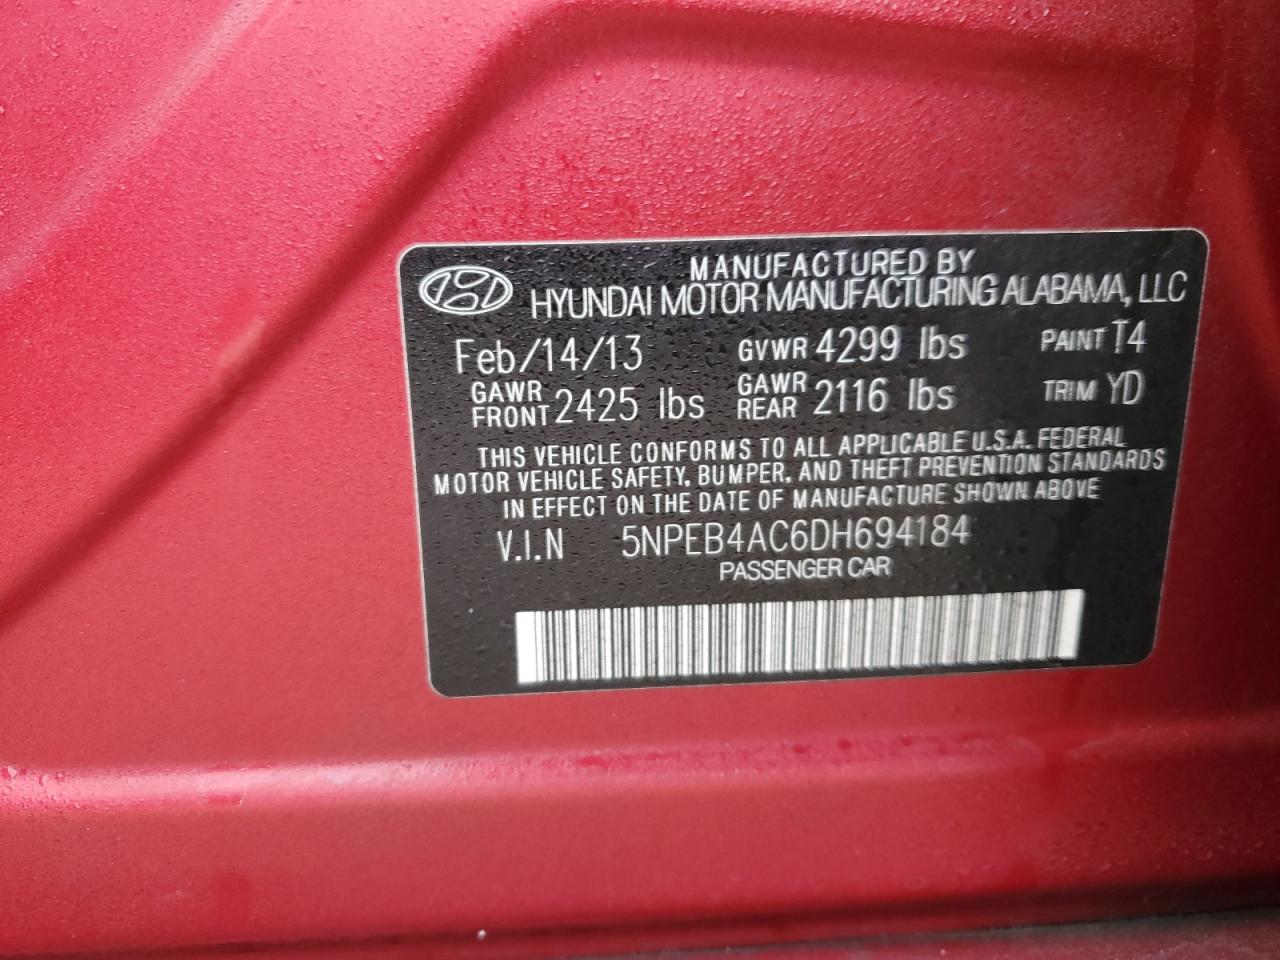 MANUFACTURED BY
HYUNDAI MOTOR MANUFACTURING ALABAMA, LLC
Feb/14/13 GVWR 4299 lbs PAINT T4
GAWR FRONT 2425 lbs GAWR REAR 2116 lbs TRIM YD
THIS VEHICLE CONFORMS TO ALL APPLICABLE U.S.A. FEDERAL
MOTOR VEHICLE SAFETY, BUMPER, AND THEFT PREVENTION STANDARDS
IN EFFECT ON THE DATE OF MANUFACTURE SHOWN ABOVE
V.I.N 5NPEB4AC6DH694184
PASSENGER CAR